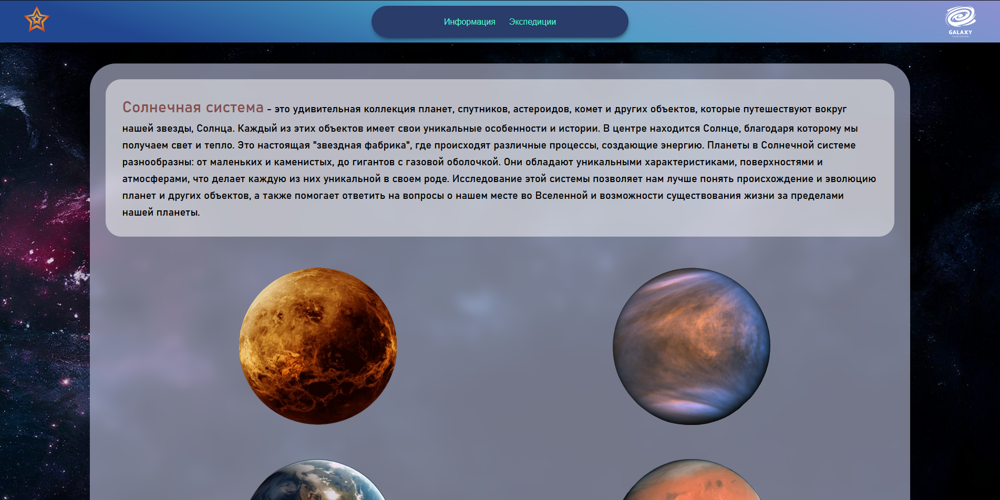 Информация Экспедиции
GALAXY
Солнечная система - это удивительная коллекция планет, спутников, астероидов, комет и других объектов, которые путешествуют вокруг
нашей звезды, Солнца. Каждый из этих объектов имеет свои уникальные особенности и истории. В центре находится Солнце, благодаря которому мы
получаем свет и тепло. Это настоящая "звездная фабрика", где происходят различные процессы, создающие энергию. Планеты в Солнечной системе
разнообразны: от маленьких и каменистых, до гигантов с газовой оболочкой. Они обладают уникальными характеристиками, поверхностями и
атмосферами, что делает каждую из них уникальной в своем роде. Исследование этой системы позволяет нам лучше понять происхождение и эволюцию
планет и других объектов, а также помогает ответить на вопросы о нашем месте во Вселенной и возможности существования жизни за пределами
нашей планеты.